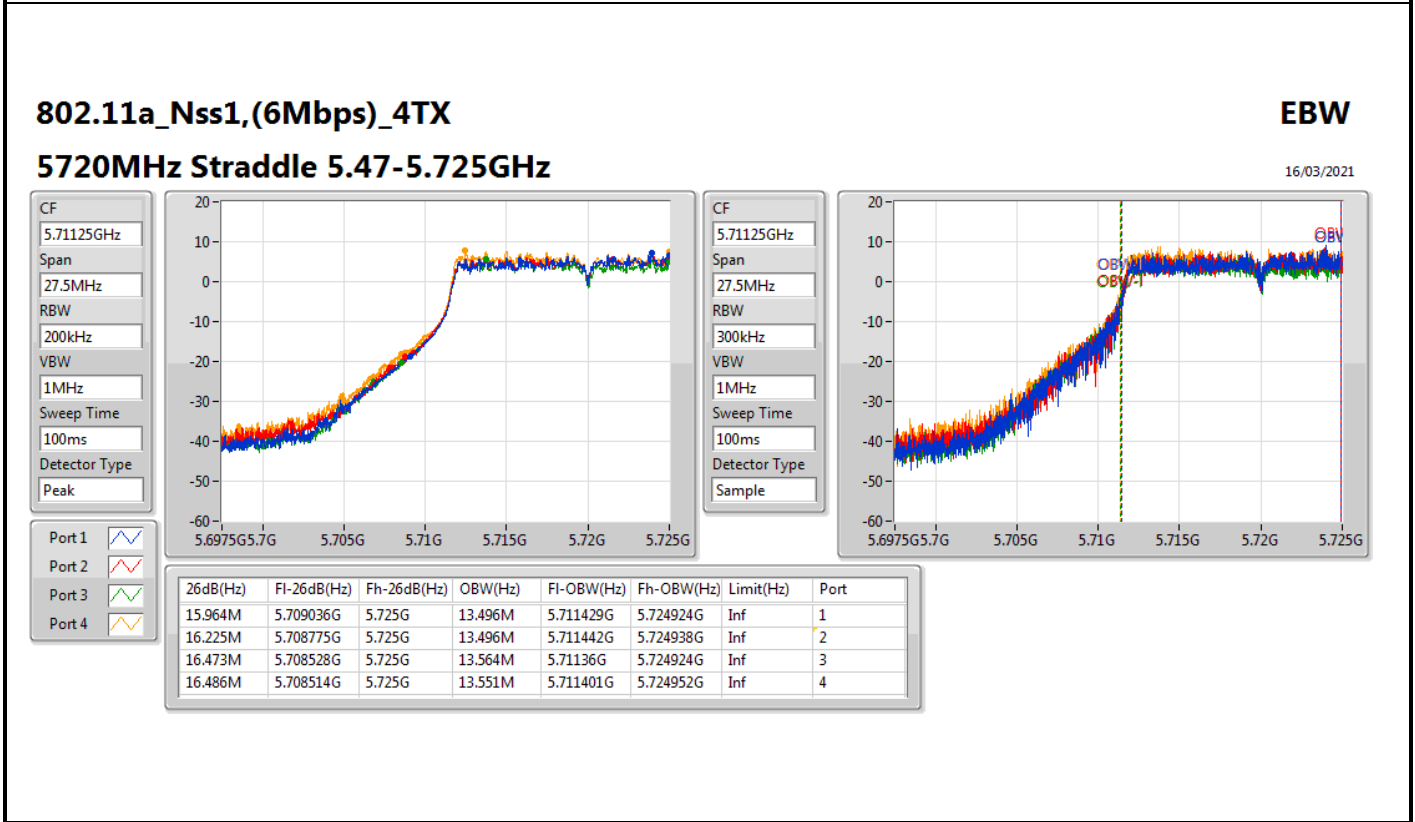 802.11a_Nss1,(6Mbps)_4TX
EBW
5720MHz Straddle 5.47-5.725GHz
16/03/2021
CF
5.71125GHz
Span
27.5MHz
RBW
200kHz
VBW
1MHz
Sweep Time
100ms
Detector Type
Peak
20
10
0
-10
-20
-30
-40
-50
-60
5.6975G 5.7G 5.705G 5.71G 5.715G 5.72G 5.725G
CF
5.71125GHz
Span
27.5MHz
RBW
300kHz
VBW
1MHz
Sweep Time
100ms
Detector Type
Sample
20
10
0
-10
-20
-30
-40
-50
-60
5.6975G 5.7G 5.705G 5.71G 5.715G 5.72G 5.725G
Port 1
Port 2
Port 3
Port 4
26dB(Hz) Fl-26dB(Hz) Fh-26dB(Hz) OBW(Hz) Fl-OBW(Hz) Fh-OBW(Hz) Limit(Hz) Port
15.964M 5.709036G 5.725G 13.496M 5.711429G 5.724924G Inf 1
16.225M 5.708775G 5.725G 13.496M 5.711442G 5.724938G Inf 2
16.473M 5.708528G 5.725G 13.564M 5.71136G 5.724924G Inf 3
16.486M 5.708514G 5.725G 13.551M 5.711401G 5.724952G Inf 4